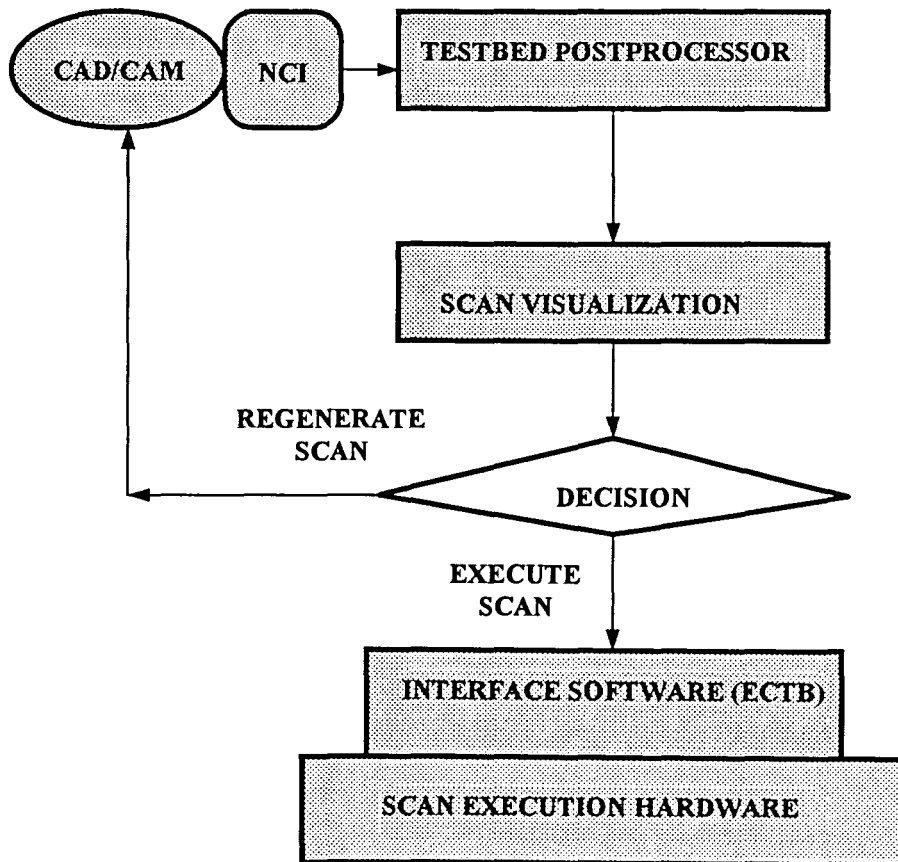 CAD/CAM
NCI
TESTBED POSTPROCESSOR
SCAN VISUALIZATION
REGENERATE
SCAN
DECISION
EXECUTE
SCAN
INTERFACE SOFTWARE (ECTB)
SCAN EXECUTION HARDWARE